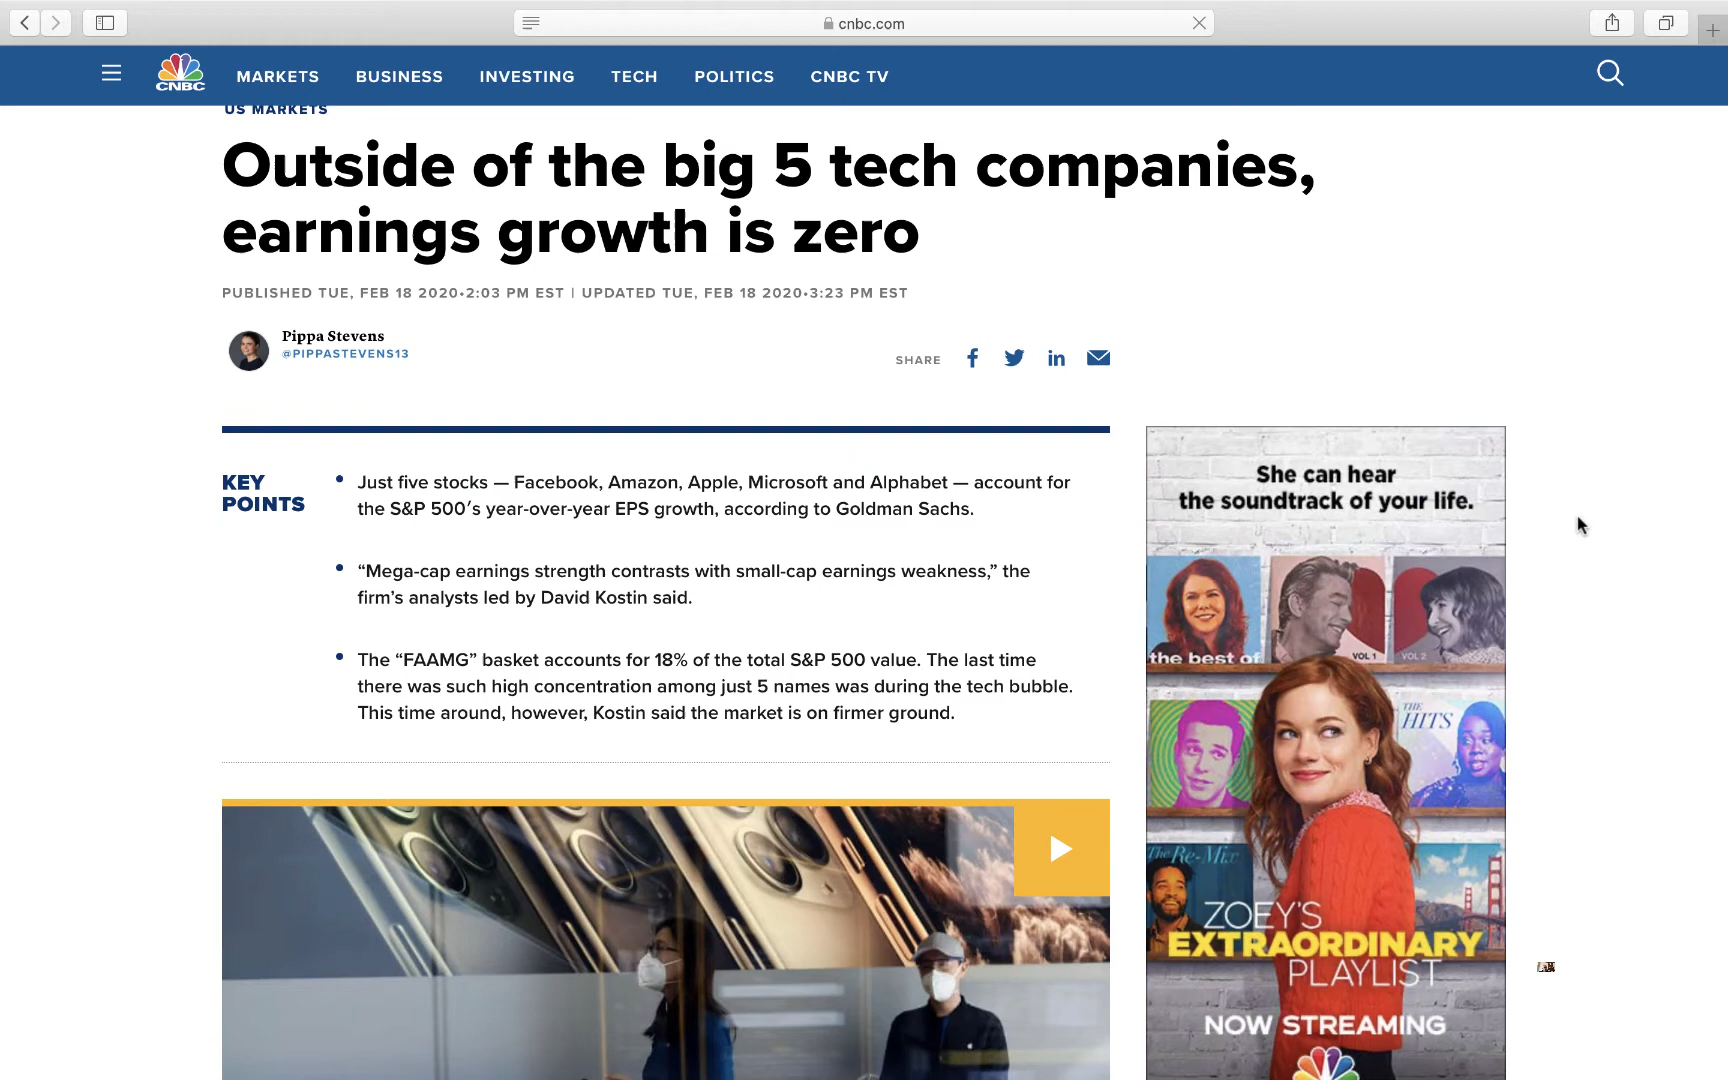 cnbc.com
CNBC
MARKETS
BUSINESS
INVESTING
TECH
POLITICS
CNBC TV
US MARKETS
Outside of the big 5 tech companies,
earnings growth is zero
PUBLISHED TUE, FEB 18 2020•2:03 PM EST | UPDATED TUE, FEB 18 2020•3:23 PM EST
Pippa Stevens
@PIPPASTEVENS13
SHARE
KEY
POINTS
Just five stocks — Facebook, Amazon, Apple, Microsoft and Alphabet — account for
the S&P 500′s year-over-year EPS growth, according to Goldman Sachs.
“Mega-cap earnings strength contrasts with small-cap earnings weakness,” the
firm’s analysts led by David Kostin said.
The “FAAMG” basket accounts for 18% of the total S&P 500 value. The last time
there was such high concentration among just 5 names was during the tech bubble.
This time around, however, Kostin said the market is on firmer ground.
She can hear
the soundtrack of your life.
the best of
VOL 1
VOL 2
THE
HITS
The Re-Mix
ZOEY'S
EXTRAORDINARY
PLAYLIST
NOW STREAMING